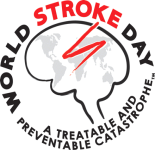 WORLD STROKE DAY
A TREATABLE AND
PREVENTABLE CATASTROPHE™